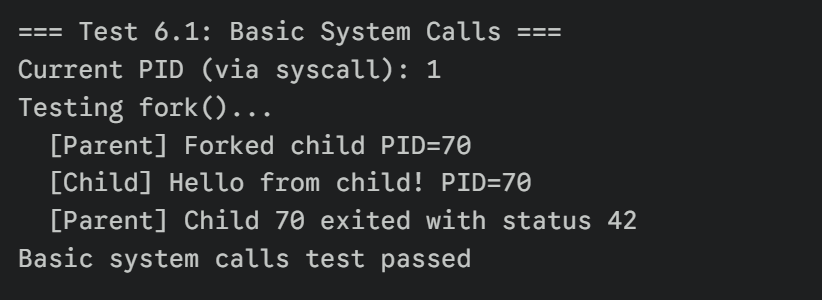 === Test 6.1: Basic System Calls ===
Current PID (via syscall): 1
Testing fork()...
  [Parent] Forked child PID=70
  [Child] Hello from child! PID=70
  [Parent] Child 70 exited with status 42
Basic system calls test passed